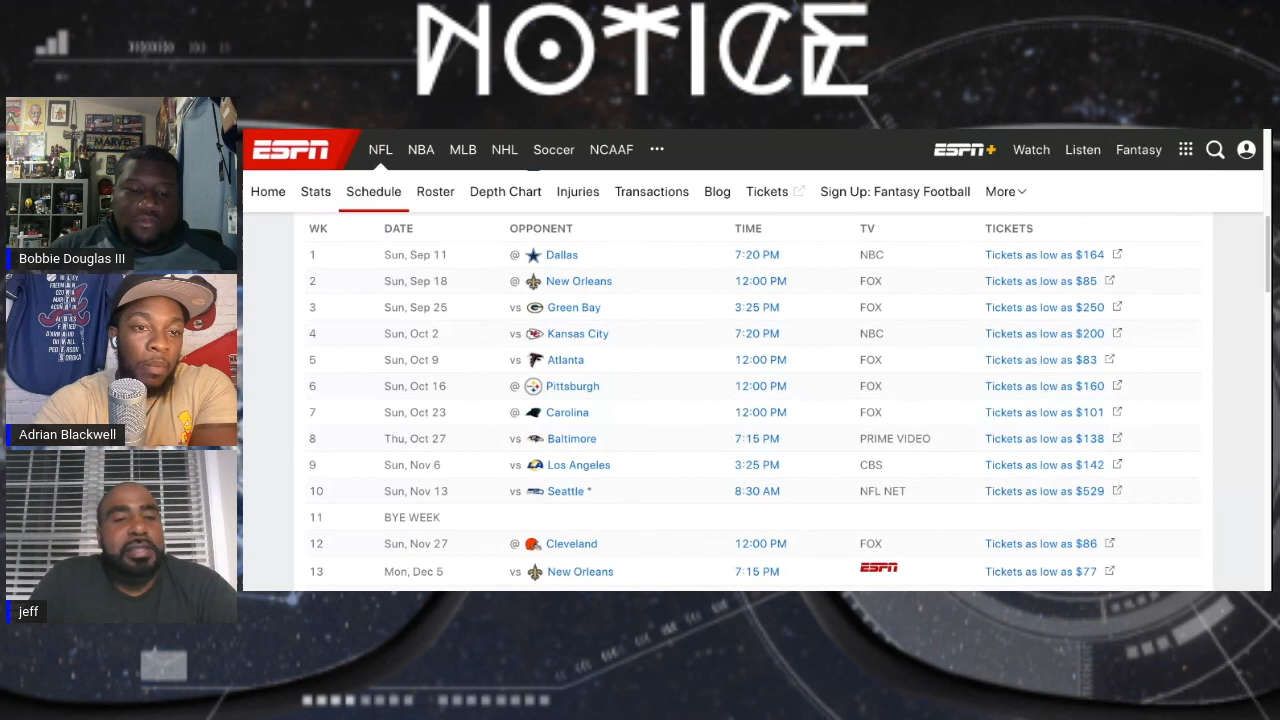 NOTICE
MARVEL
Bobbie Douglas III
Adrian Blackwell
jeff
ESPN NFL NBA MLB NHL Soccer NCAAF ••• ESPN+ Watch Listen Fantasy
Home Stats Schedule Roster Depth Chart Injuries Transactions Blog Tickets Sign Up: Fantasy Football More
WK DATE OPPONENT TIME TV TICKETS
1 Sun, Sep 11 @ Dallas 7:20 PM NBC Tickets as low as $164
2 Sun, Sep 18 @ New Orleans 12:00 PM FOX Tickets as low as $85
3 Sun, Sep 25 vs Green Bay 3:25 PM FOX Tickets as low as $250
4 Sun, Oct 2 vs Kansas City 7:20 PM NBC Tickets as low as $200
5 Sun, Oct 9 vs Atlanta 12:00 PM FOX Tickets as low as $83
6 Sun, Oct 16 @ Pittsburgh 12:00 PM FOX Tickets as low as $160
7 Sun, Oct 23 @ Carolina 12:00 PM FOX Tickets as low as $101
8 Thu, Oct 27 vs Baltimore 7:15 PM PRIME VIDEO Tickets as low as $138
9 Sun, Nov 6 vs Los Angeles 3:25 PM CBS Tickets as low as $142
10 Sun, Nov 13 vs Seattle * 8:30 AM NFL NET Tickets as low as $529
11 BYE WEEK
12 Sun, Nov 27 @ Cleveland 12:00 PM FOX Tickets as low as $86
13 Mon, Dec 5 vs New Orleans 7:15 PM ESPN Tickets as low as $77